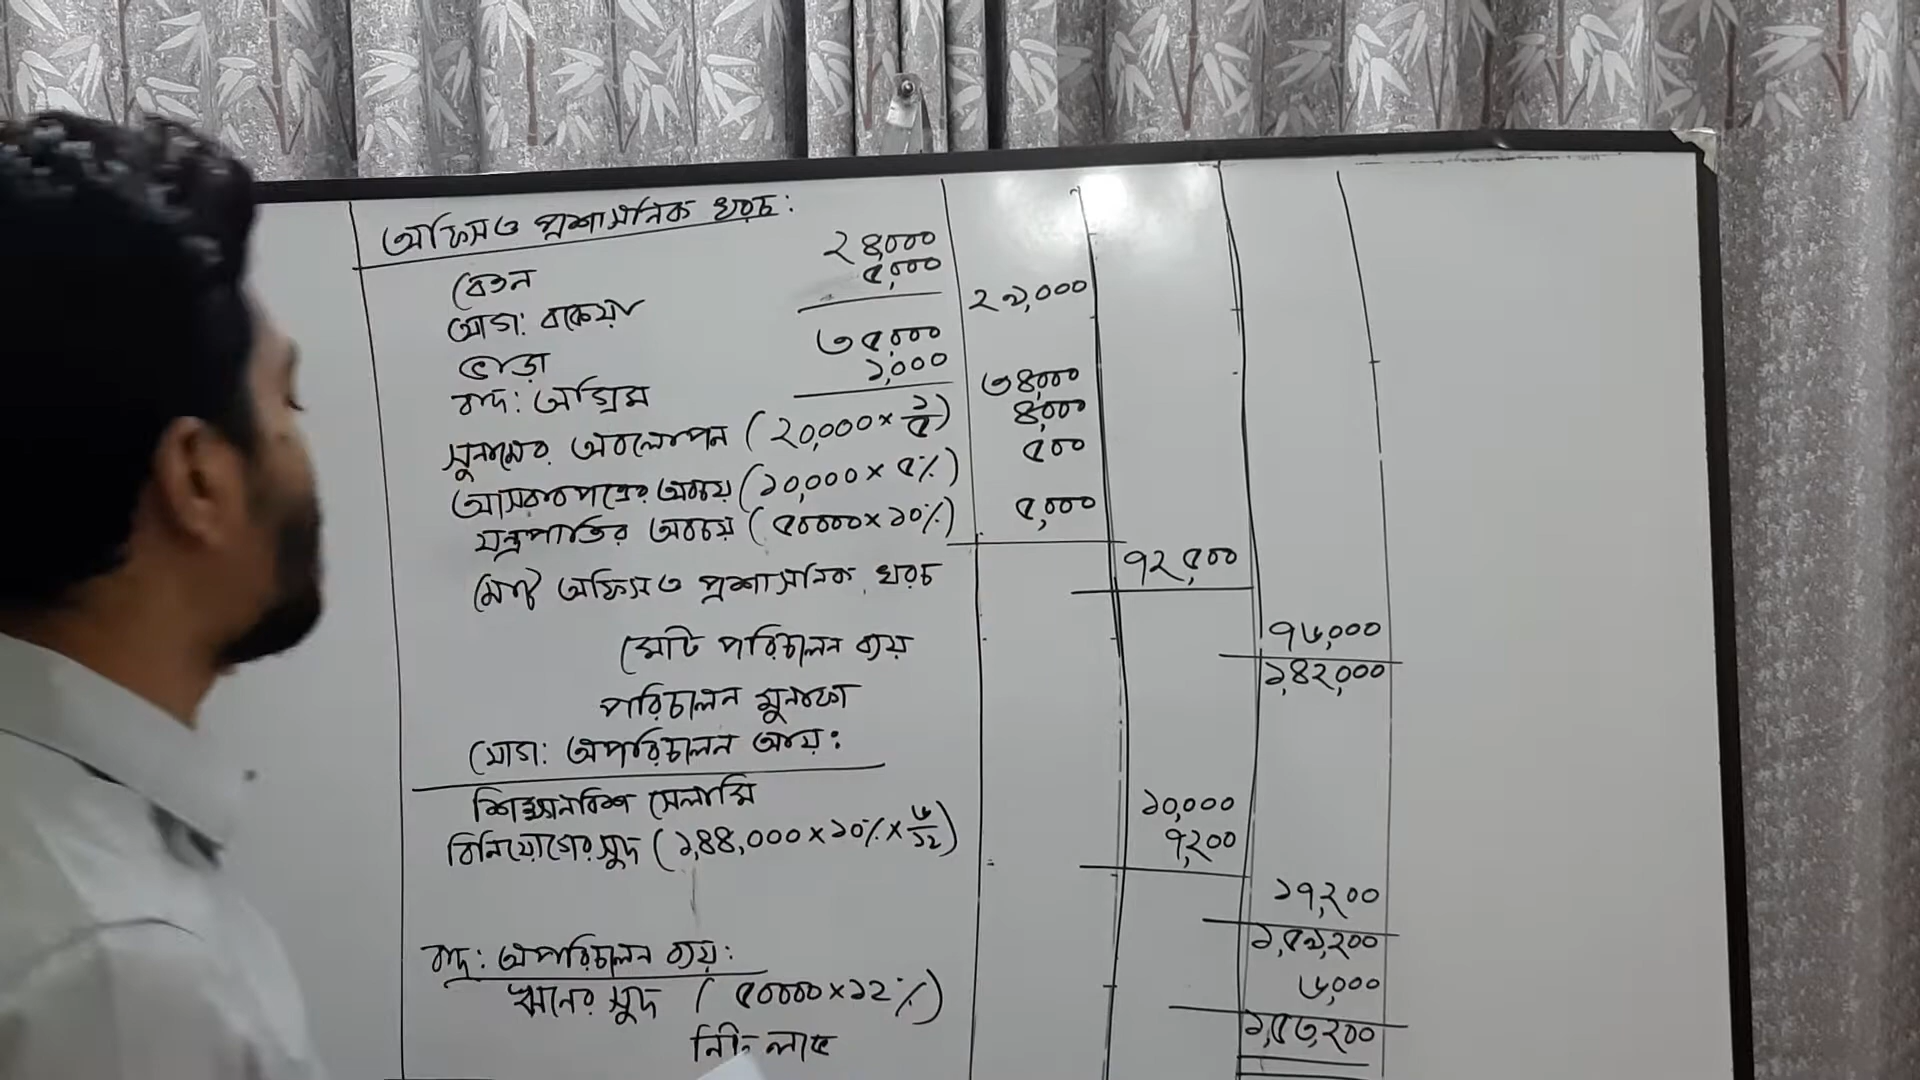 অফিস ও প্রশাসনিক খরচ:
বেতন ২৪,০০০
যোগ: বকেয়া ৫,০০০ ২৯,০০০
ভাড়া ৩৫,০০০
বাদ: অগ্রিম ১,০০০ ৩৪,০০০
সুনামের অবলোপন (২০,০০০ × ১/৫) ৪,০০০
আসবাবপত্রের অবচয় (১০,০০০ × ৫%) ৫০০
যন্ত্রপাতির অবচয় (৫০০০০ × ১০%) ৫,০০০
মোট অফিস ও প্রশাসনিক খরচ ৭২,৫০০
মোট পরিচালন ব্যয় ৭৬,০০০
পরিচালন মুনাফা ১,৪২,০০০
যোগ: অপরিচালন আয়:
শিক্ষানবিশ সেলামি ১০,০০০
বিনিয়োগের সুদ (১,৪৪,০০০ × ১০% × ৬/১২) ৭,২০০
১৭,২০০
১,৫৯,২০০
বাদ: অপরিচালন ব্যয়:
ঋনের সুদ (৫০০০০ × ১২%) ৬,০০০
নিট লাভ ১,৫৩,২০০